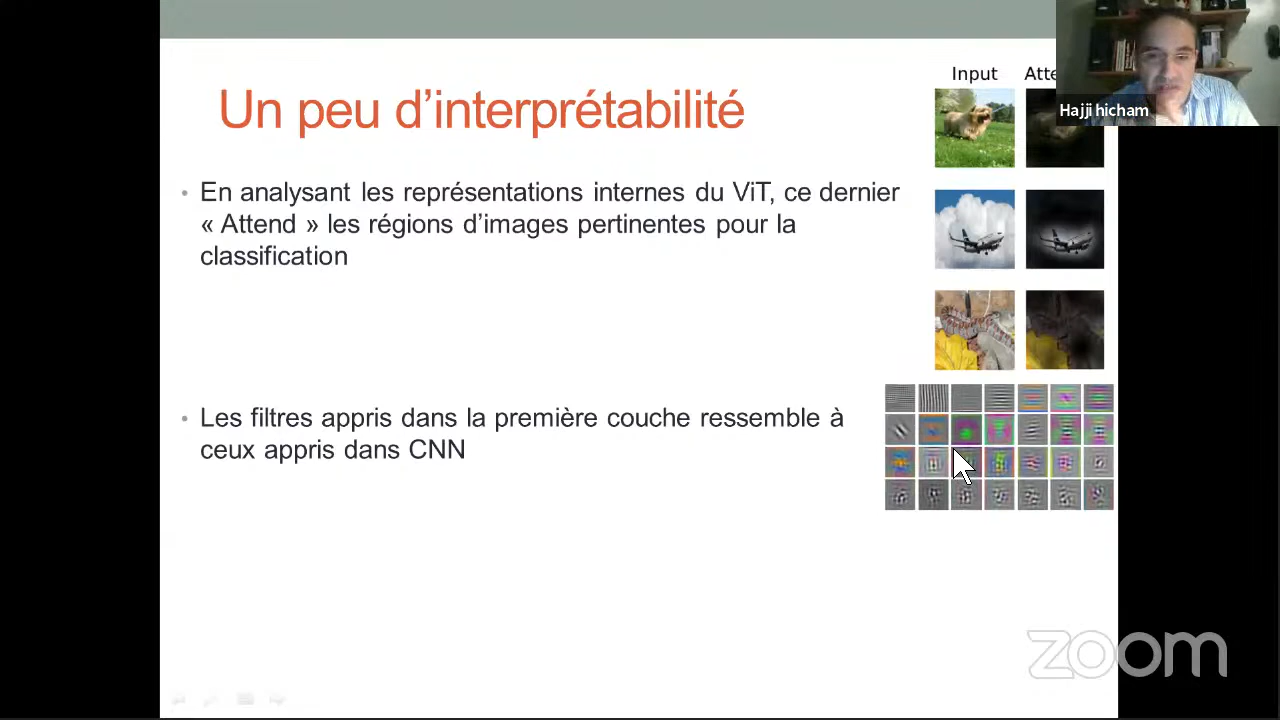 Input Atte
Hajji hicham
Un peu d'interprétabilité
• En analysant les représentations internes du ViT, ce dernier
« Attend » les régions d'images pertinentes pour la
classification
• Les filtres appris dans la première couche ressemble à
ceux appris dans CNN
zoom